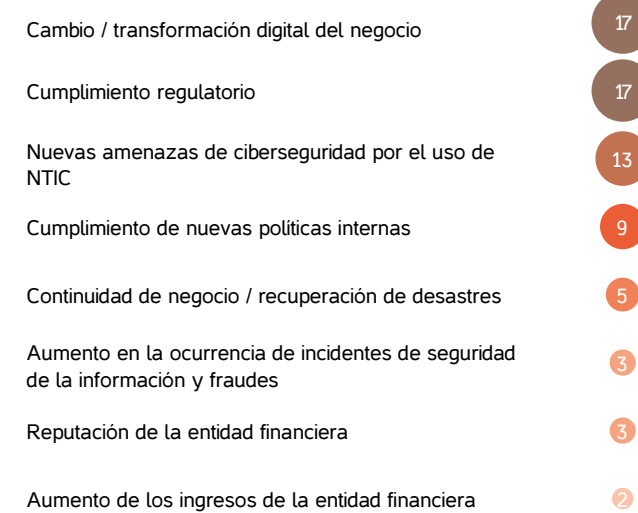 Cambio / transformación digital del negocio 17
Cumplimiento regulatorio 17
Nuevas amenazas de ciberseguridad por el uso de
NTIC 13
Cumplimiento de nuevas políticas internas 9
Continuidad de negocio / recuperación de desastres 5
Aumento en la ocurrencia de incidentes de seguridad
de la información y fraudes 3
Reputación de la entidad financiera 3
Aumento de los ingresos de la entidad financiera 2